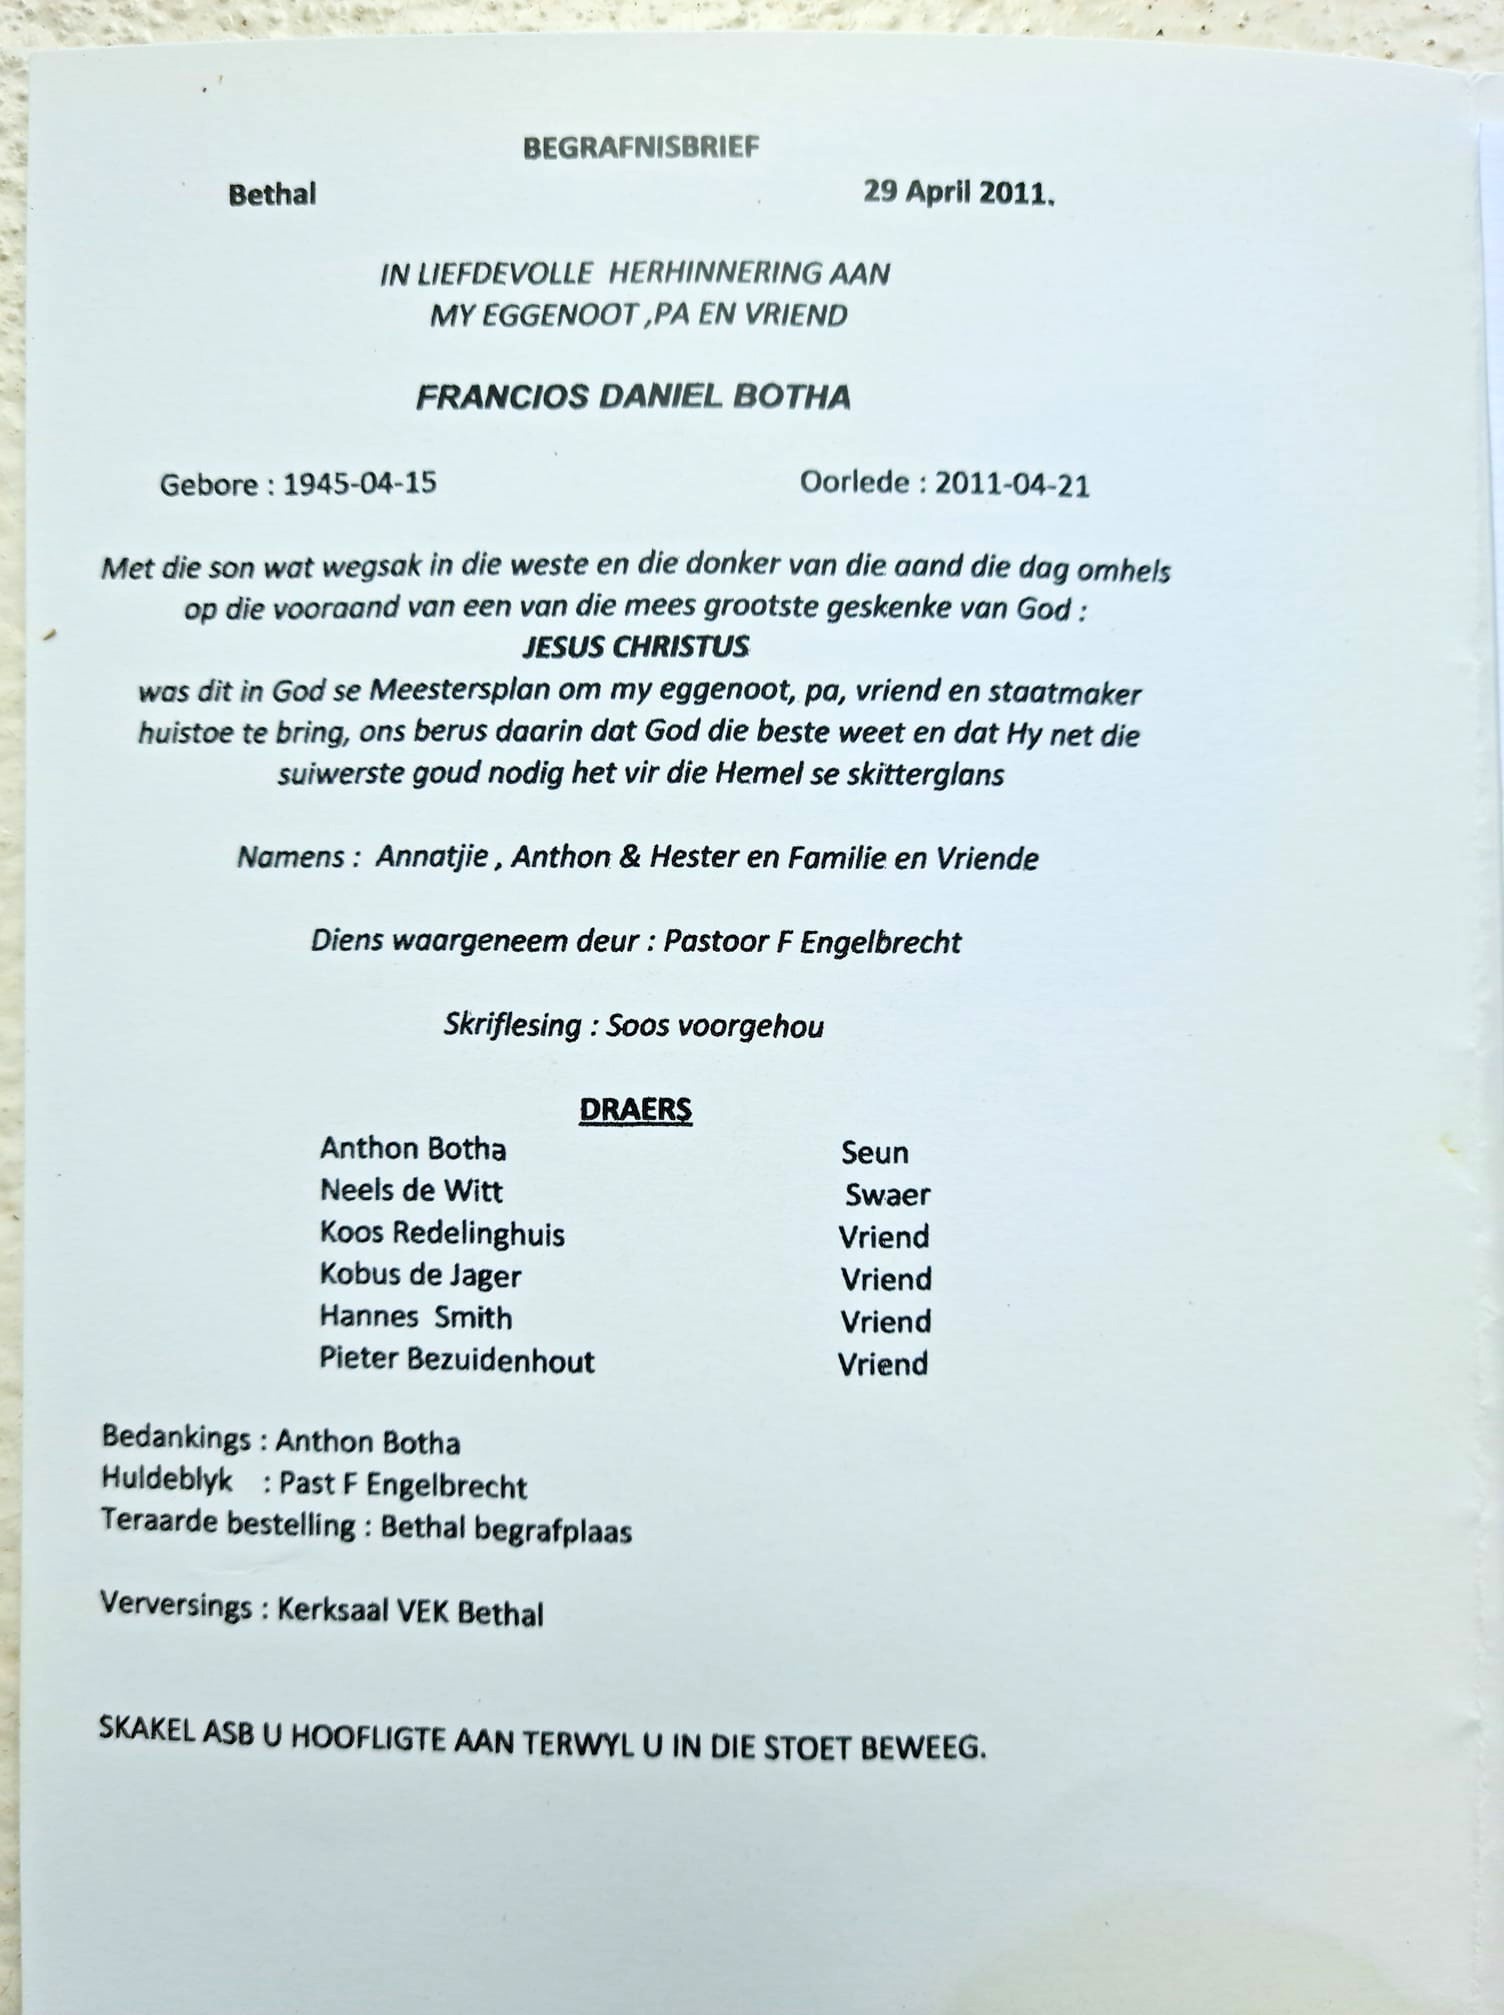 BEGRAFNISBRIEF
Bethal 29 April 2011.
IN LIEFDEVOLLE HERHINNERING AAN
MY EGGENOOT ,PA EN VRIEND
FRANCIOS DANIEL BOTHA
Gebore : 1945-04-15 Oorlede : 2011-04-21
Met die son wat wegsak in die weste en die donker van die aand die dag omhels
op die vooraand van een van die mees grootste geskenke van God :
JESUS CHRISTUS
was dit in God se Meestersplan om my eggenoot, pa, vriend en staatmaker
huistoe te bring, ons berus daarin dat God die beste weet en dat Hy net die
suiwerste goud nodig het vir die Hemel se skitterglans
Namens : Annatjie , Anthon & Hester en Familie en Vriende
Diens waargeneem deur : Pastoor F Engelbrecht
Skriflesing : Soos voorgehou
DRAERS
Anthon Botha Seun
Neels de Witt Swaer
Koos Redelinghuis Vriend
Kobus de Jager Vriend
Hannes Smith Vriend
Pieter Bezuidenhout Vriend
Bedankings : Anthon Botha
Huldeblyk : Past F Engelbrecht
Teraarde bestelling : Bethal begrafplaas
Verversings : Kerksaal VEK Bethal
SKAKEL ASB U HOOFLIGTE AAN TERWYL U IN DIE STOET BEWEEG.